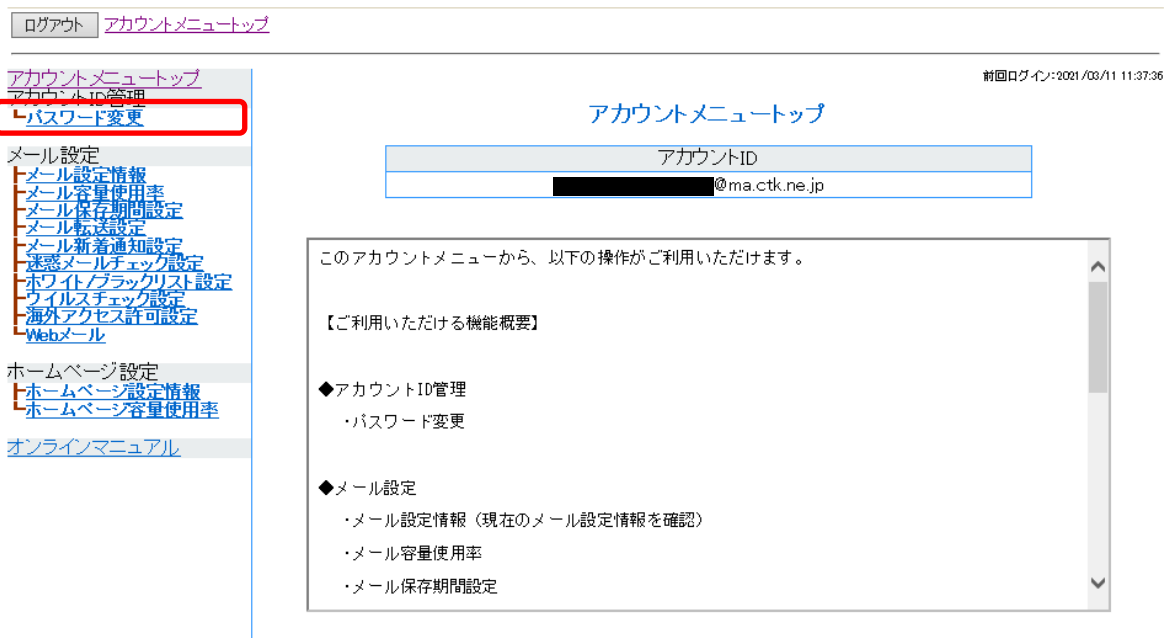 ログアウト アカウントメニュートップ
前回ログイン:2021/03/11 11:37:36
アカウントメニュートップ
アカウントID管理
パスワード変更
メール設定
メール設定情報
メール容量使用率
メール保存期間設定
メール転送設定
メール新着通知設定
迷惑メールチェック設定
ホワイト/ブラックリスト設定
ウイルスチェック設定
海外アクセス許可設定
Webメール
ホームページ設定
ホームページ設定情報
ホームページ容量使用率
オンラインマニュアル
アカウントメニュートップ
アカウントID
@ma.ctk.ne.jp
このアカウントメニューから、以下の操作がご利用いただけます。
【ご利用いただける機能概要】
◆アカウントID管理
・パスワード変更
◆メール設定
・メール設定情報（現在のメール設定情報を確認）
・メール容量使用率
・メール保存期間設定